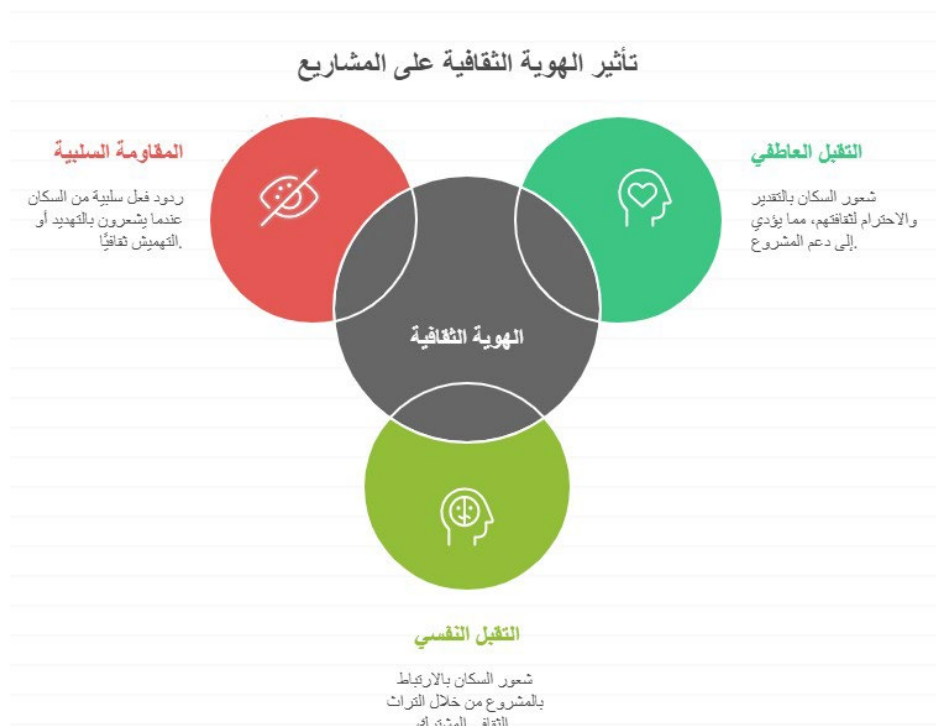 تأثير الهوية الثقافية على المشاريع
التقبل العاطفي
شعور السكان بالتقدير
والاحترام لثقافتهم، مما يؤدي
إلى دعم المشروع.
المقاومة السلبية
ردود فعل سلبية من السكان
عندما يشعرون بالتهديد أو
التهميش ثقافيًا.
الهوية الثقافية
التقبل النفسي
شعور السكان بالارتباط
بالمشروع من خلال التراث
الثقافي المشترك.